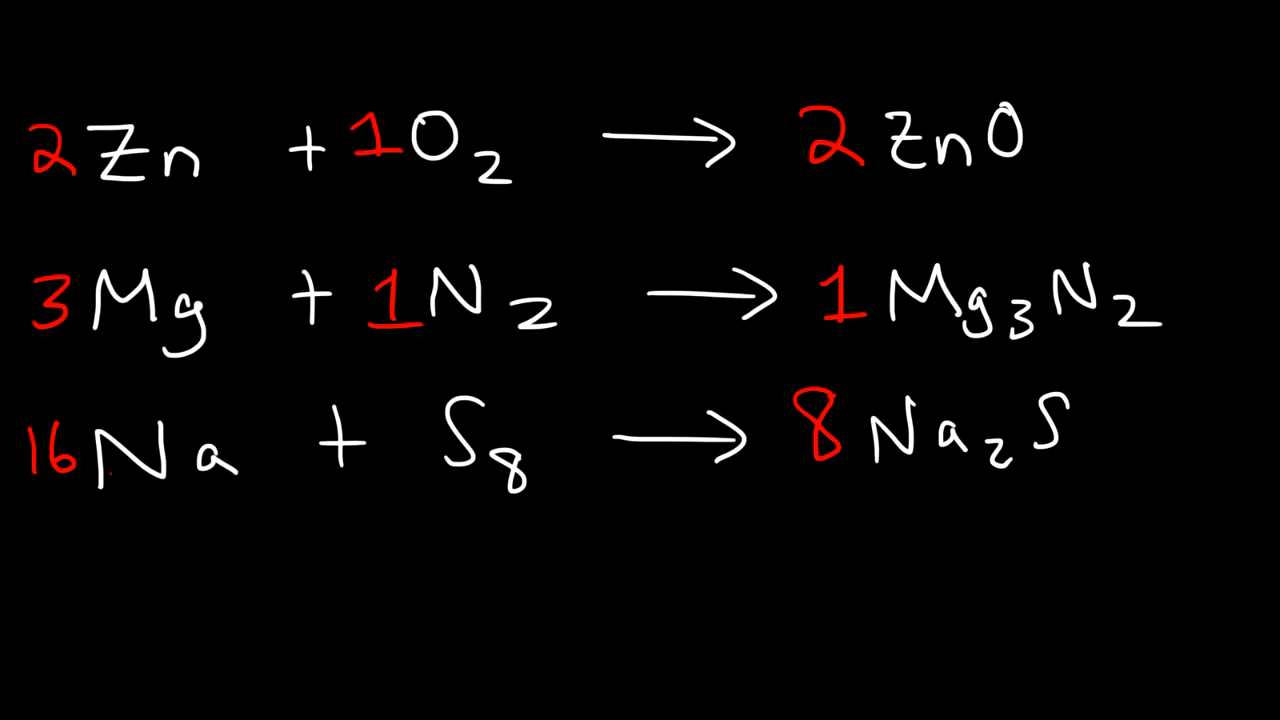 2Zn + 1O₂ → 2ZnO
3Mg + 1N₂ → 1Mg₃N₂
16Na + S₈ → 8Na₂S